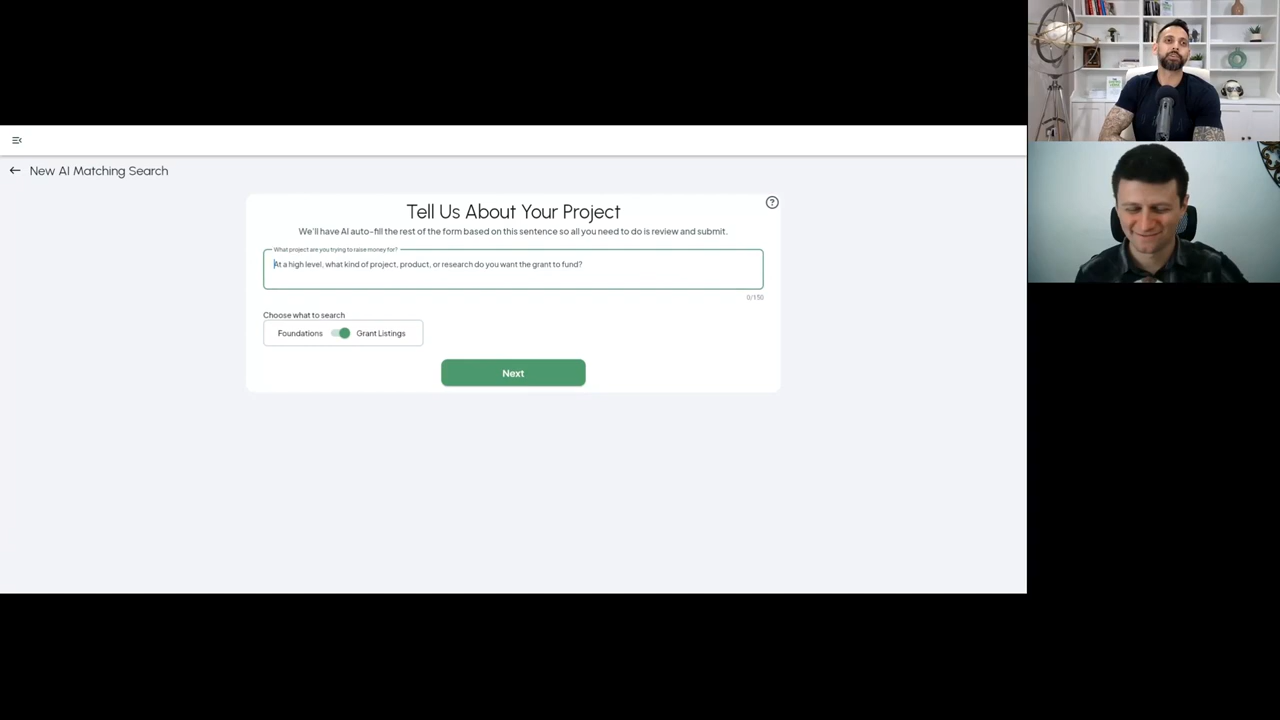 New AI Matching Search
Tell Us About Your Project
We'll have AI auto-fill the rest of the form based on this sentence so all you need to do is review and submit.
What project are you trying to raise money for?
At a high level, what kind of project, product, or research do you want the grant to fund?
0/150
Choose what to search
Foundations Grant Listings
Next